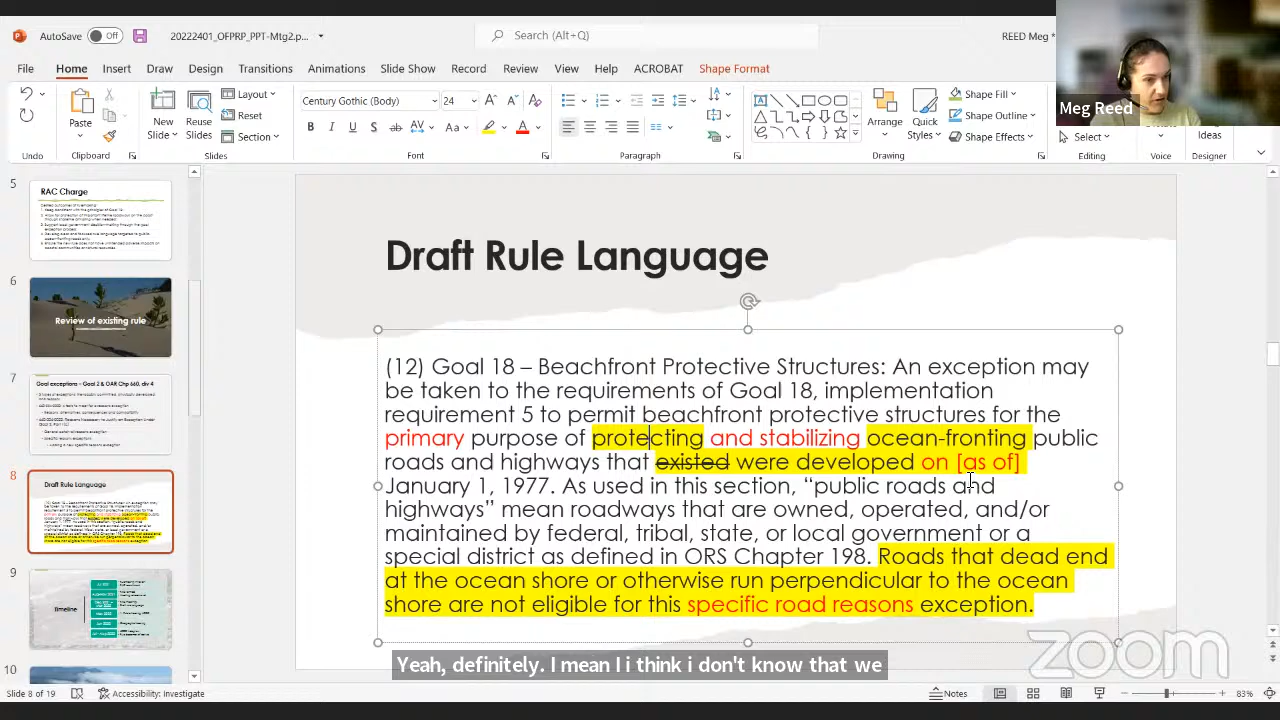 AutoSave Off 20222401_OFPRP_PPT-Mtg2.p... Search (Alt+Q) REED Meg
File Home Insert Draw Design Transitions Animations Slide Show Record Review View Help ACROBAT Shape Format
Meg Reed
Paste New Slide Reuse Slides Layout Reset Section
Century Gothic (Body) 24
Arrange Quick Styles Shape Fill Shape Outline Shape Effects Select Ideas
Undo Clipboard Slides Font Paragraph Drawing Editing Voice Designer
5
RAC Charge
6
Review of existing rule
7
8
Draft Rule Language
9
Timeline
10
Draft Rule Language
(12) Goal 18 – Beachfront Protective Structures: An exception may
be taken to the requirements of Goal 18, implementation
requirement 5 to permit beachfront protective structures for the
primary purpose of protecting and stabilizing ocean-fronting public
roads and highways that existed were developed on [as of]
January 1, 1977. As used in this section, “public roads and
highways” mean roadways that are owned, operated, and/or
maintained by federal, tribal, state, or local government or a
special district as defined in ORS Chapter 198. Roads that dead end
at the ocean shore or otherwise run perpendicular to the ocean
shore are not eligible for this specific road reasons exception.
Yeah, definitely. I mean I i think i don't know that we
zoom
Slide 8 of 19 Accessibility: Investigate Notes 83%